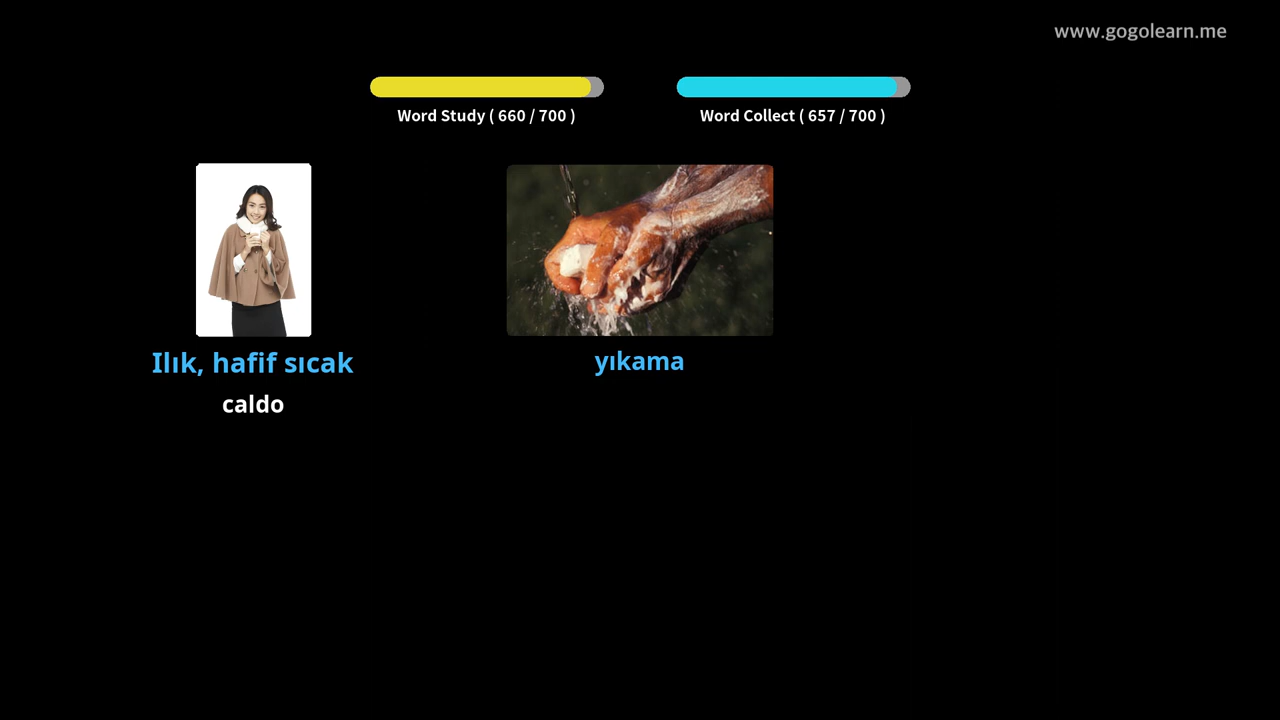 www.gogolearn.me
Word Study ( 660 / 700 )
Word Collect ( 657 / 700 )
Ilık, hafif sıcak
yıkama
caldo